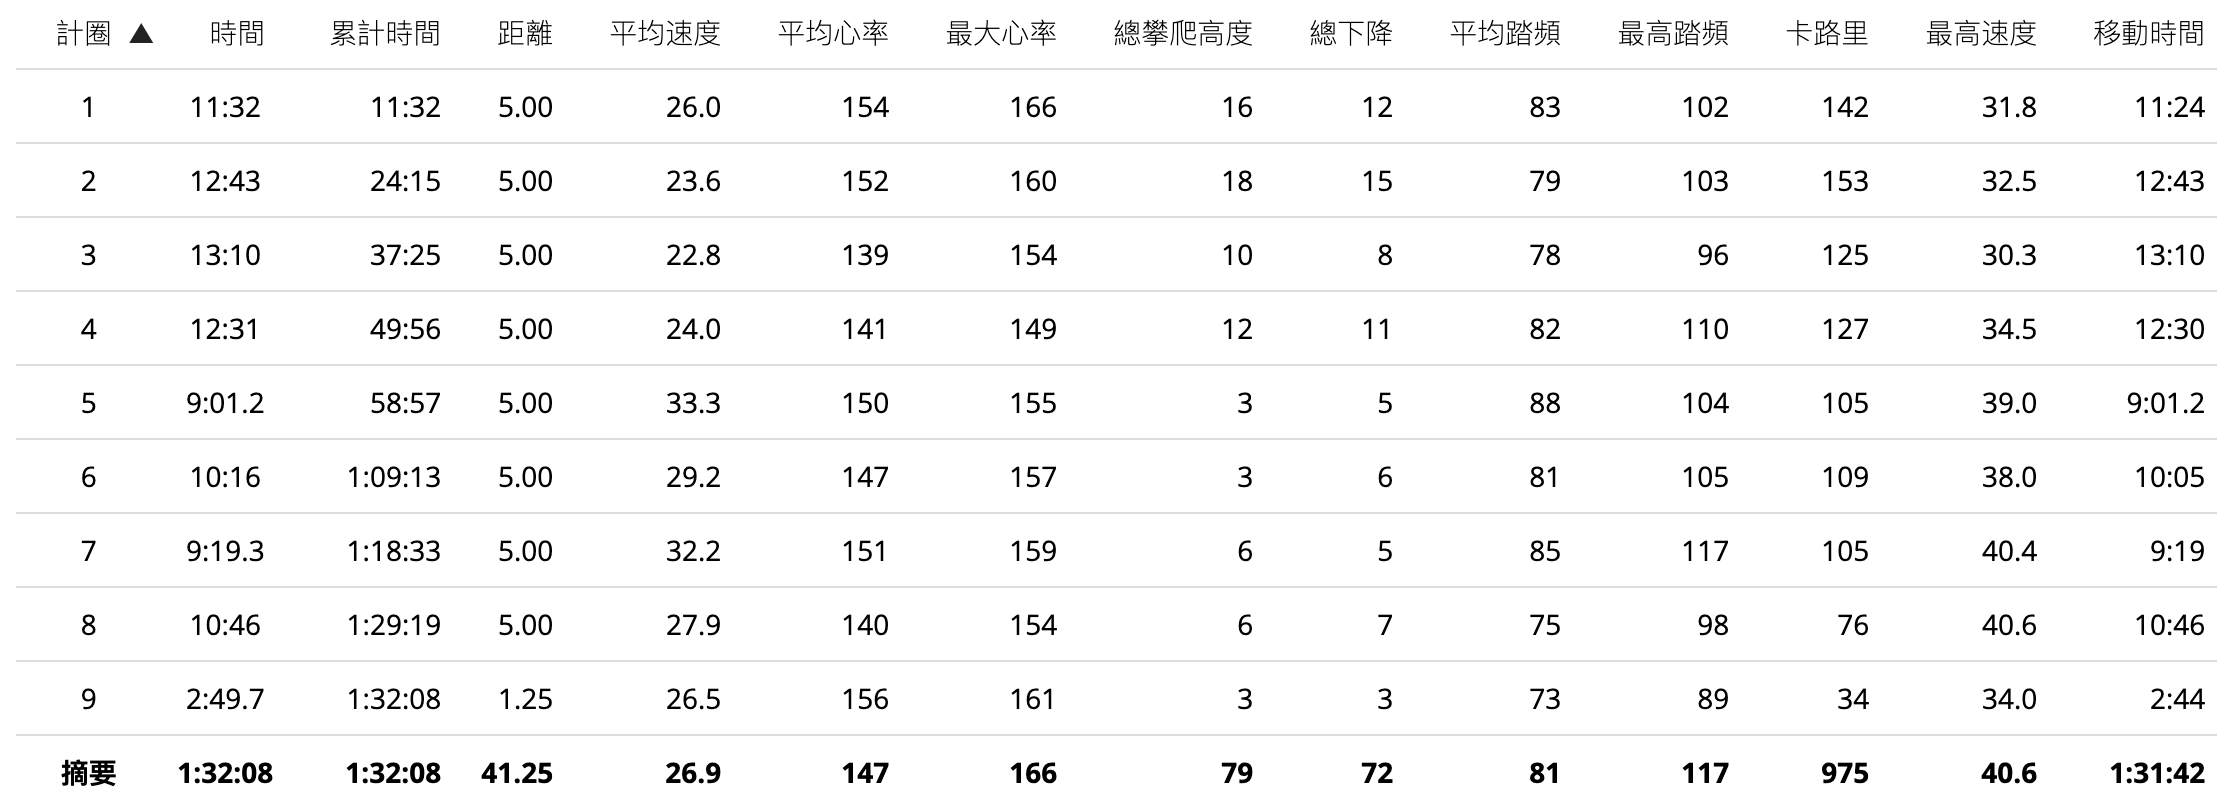 計圈 ▲ 時間 累計時間 距離 平均速度 平均心率 最大心率 總攀爬高度 總下降 平均踏頻 最高踏頻 卡路里 最高速度 移動時間
1 11:32 11:32 5.00 26.0 154 166 16 12 83 102 142 31.8 11:24
2 12:43 24:15 5.00 23.6 152 160 18 15 79 103 153 32.5 12:43
3 13:10 37:25 5.00 22.8 139 154 10 8 78 96 125 30.3 13:10
4 12:31 49:56 5.00 24.0 141 149 12 11 82 110 127 34.5 12:30
5 9:01.2 58:57 5.00 33.3 150 155 3 5 88 104 105 39.0 9:01.2
6 10:16 1:09:13 5.00 29.2 147 157 3 6 81 105 109 38.0 10:05
7 9:19.3 1:18:33 5.00 32.2 151 159 6 5 85 117 105 40.4 9:19
8 10:46 1:29:19 5.00 27.9 140 154 6 7 75 98 76 40.6 10:46
9 2:49.7 1:32:08 1.25 26.5 156 161 3 3 73 89 34 34.0 2:44
摘要 1:32:08 1:32:08 41.25 26.9 147 166 79 72 81 117 975 40.6 1:31:42